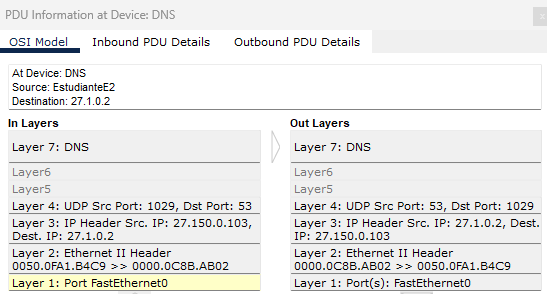 PDU Information at Device: DNS
x
OSI Model Inbound PDU Details Outbound PDU Details
At Device: DNS
Source: EstudianteE2
Destination: 27.1.0.2
In Layers
Layer 7: DNS
Layer6
Layer5
Layer 4: UDP Src Port: 1029, Dst Port: 53
Layer 3: IP Header Src. IP: 27.150.0.103,
Dest. IP: 27.1.0.2
Layer 2: Ethernet II Header
0050.0FA1.B4C9 >> 0000.0C8B.AB02
Layer 1: Port FastEthernet0
Out Layers
Layer 7: DNS
Layer6
Layer5
Layer 4: UDP Src Port: 53, Dst Port: 1029
Layer 3: IP Header Src. IP: 27.1.0.2, Dest.
IP: 27.150.0.103
Layer 2: Ethernet II Header
0000.0C8B.AB02 >> 0050.0FA1.B4C9
Layer 1: Port(s): FastEthernet0